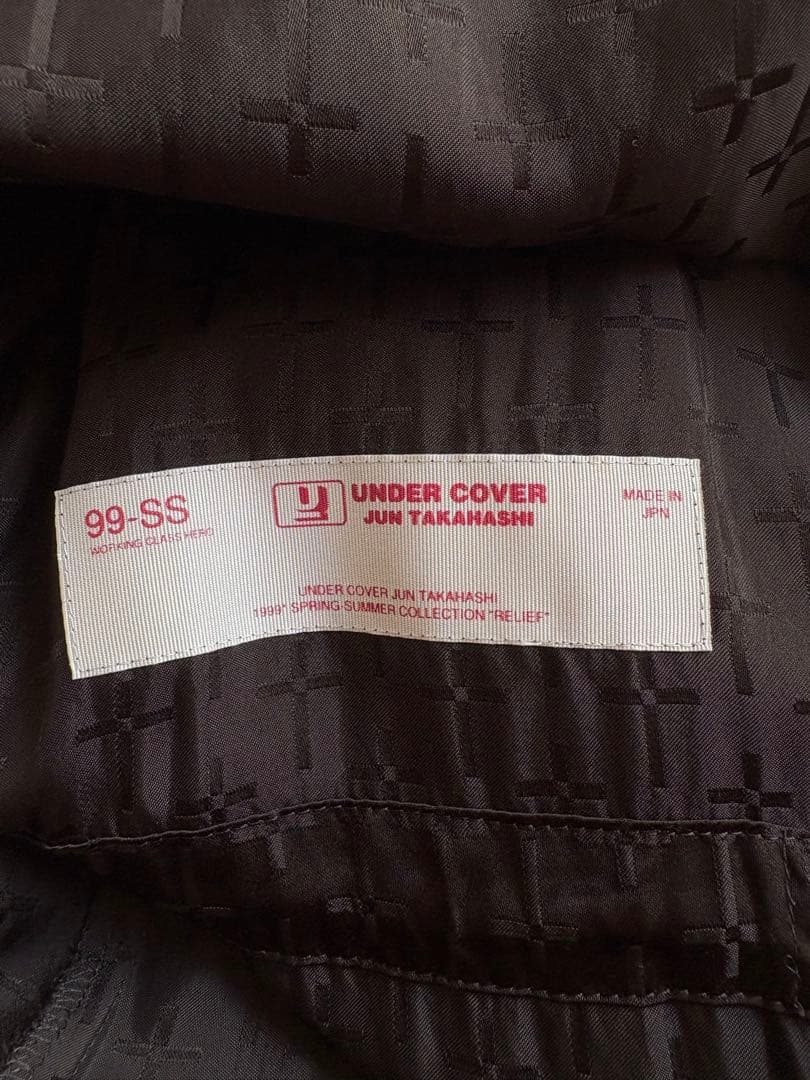 99-SS
WORKING CLASS HERO
UNDER COVER
JUN TAKAHASHI
MADE IN
JPN
UNDER COVER JUN TAKAHASHI
1999' SPRING-SUMMER COLLECTION "RELIEF"